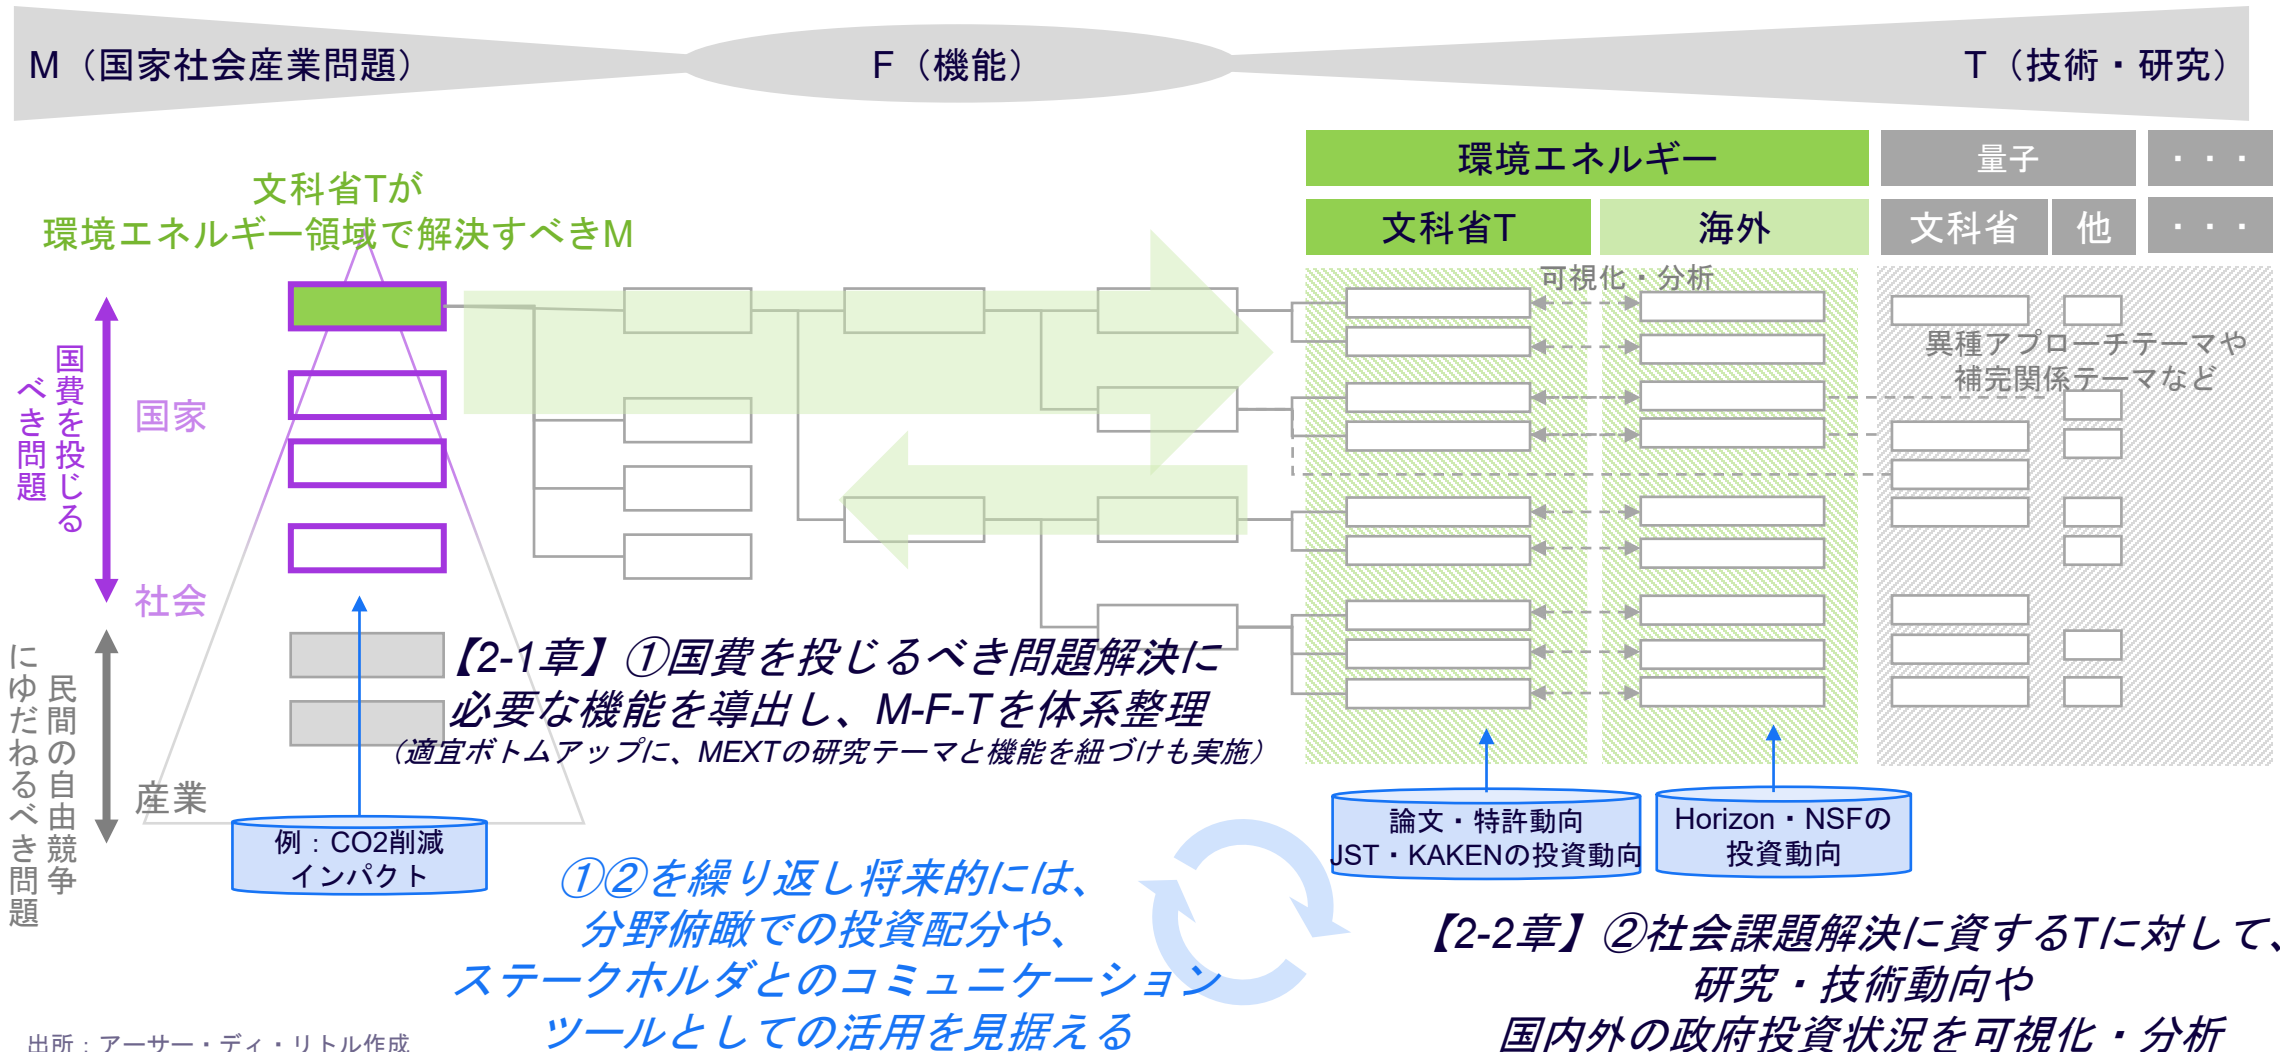 M（国家社会産業問題）
F（機能）
T（技術・研究）
環境エネルギー
量子
・・・
文科省T
海外
文科省
他
・・・
文科省Tが
環境エネルギー領域で解決すべきM
可視化・分析
異種アプローチテーマや
補完関係テーマなど
国費を投じる
べき問題
国家
社会
産業
民間の自由競争
にゆだねるべき問題
【2-1章】①国費を投じるべき問題解決に
必要な機能を導出し、M-F-Tを体系整理
（適宜ボトムアップに、MEXTの研究テーマと機能を紐づけも実施）
例：CO2削減
インパクト
論文・特許動向
JST・KAKENの投資動向
Horizon・NSFの
投資動向
①②を繰り返し将来的には、
分野俯瞰での投資配分や、
ステークホルダとのコミュニケーション
ツールとしての活用を見据える
【2-2章】②社会課題解決に資するTに対して、
研究・技術動向や
国内外の政府投資状況を可視化・分析
出所：アーサー・ディ・リトル作成